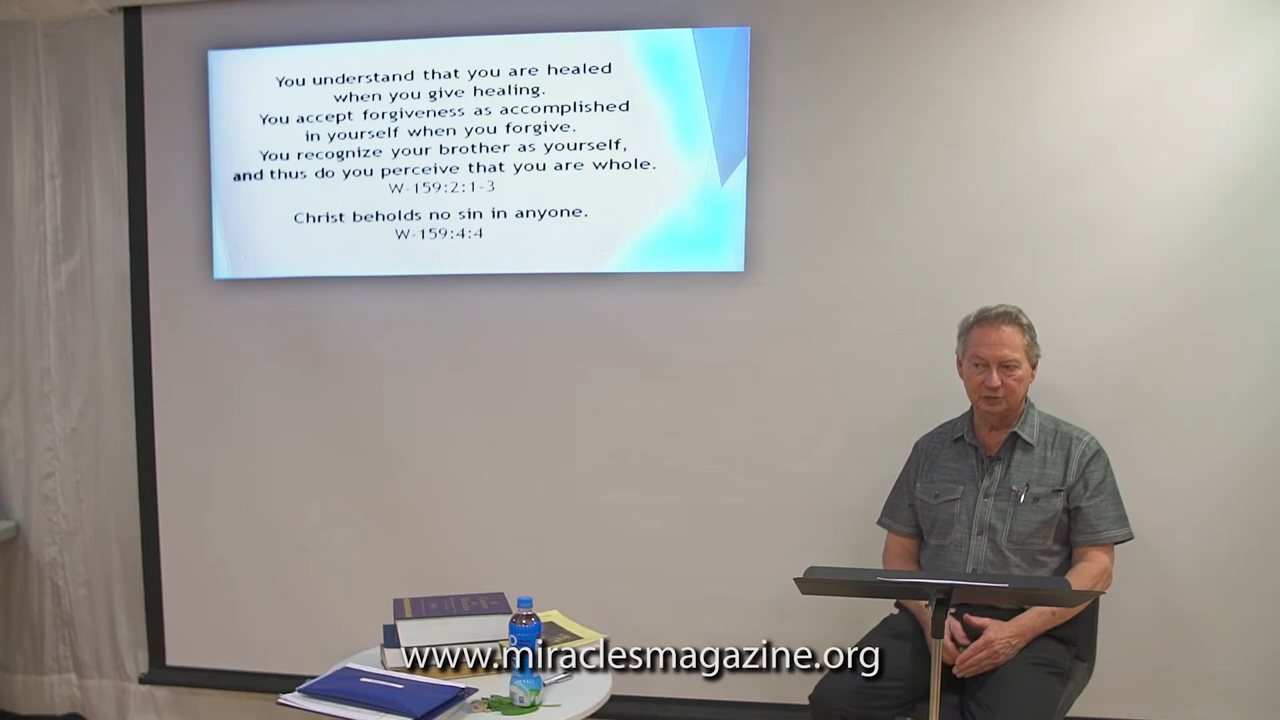 You understand that you are healed
when you give healing.
You accept forgiveness as accomplished
in yourself when you forgive.
You recognize your brother as yourself,
and thus do you perceive that you are whole.
W-159:2:1-3
Christ beholds no sin in anyone.
W-159:4:4
www.miraclesmagazine.org